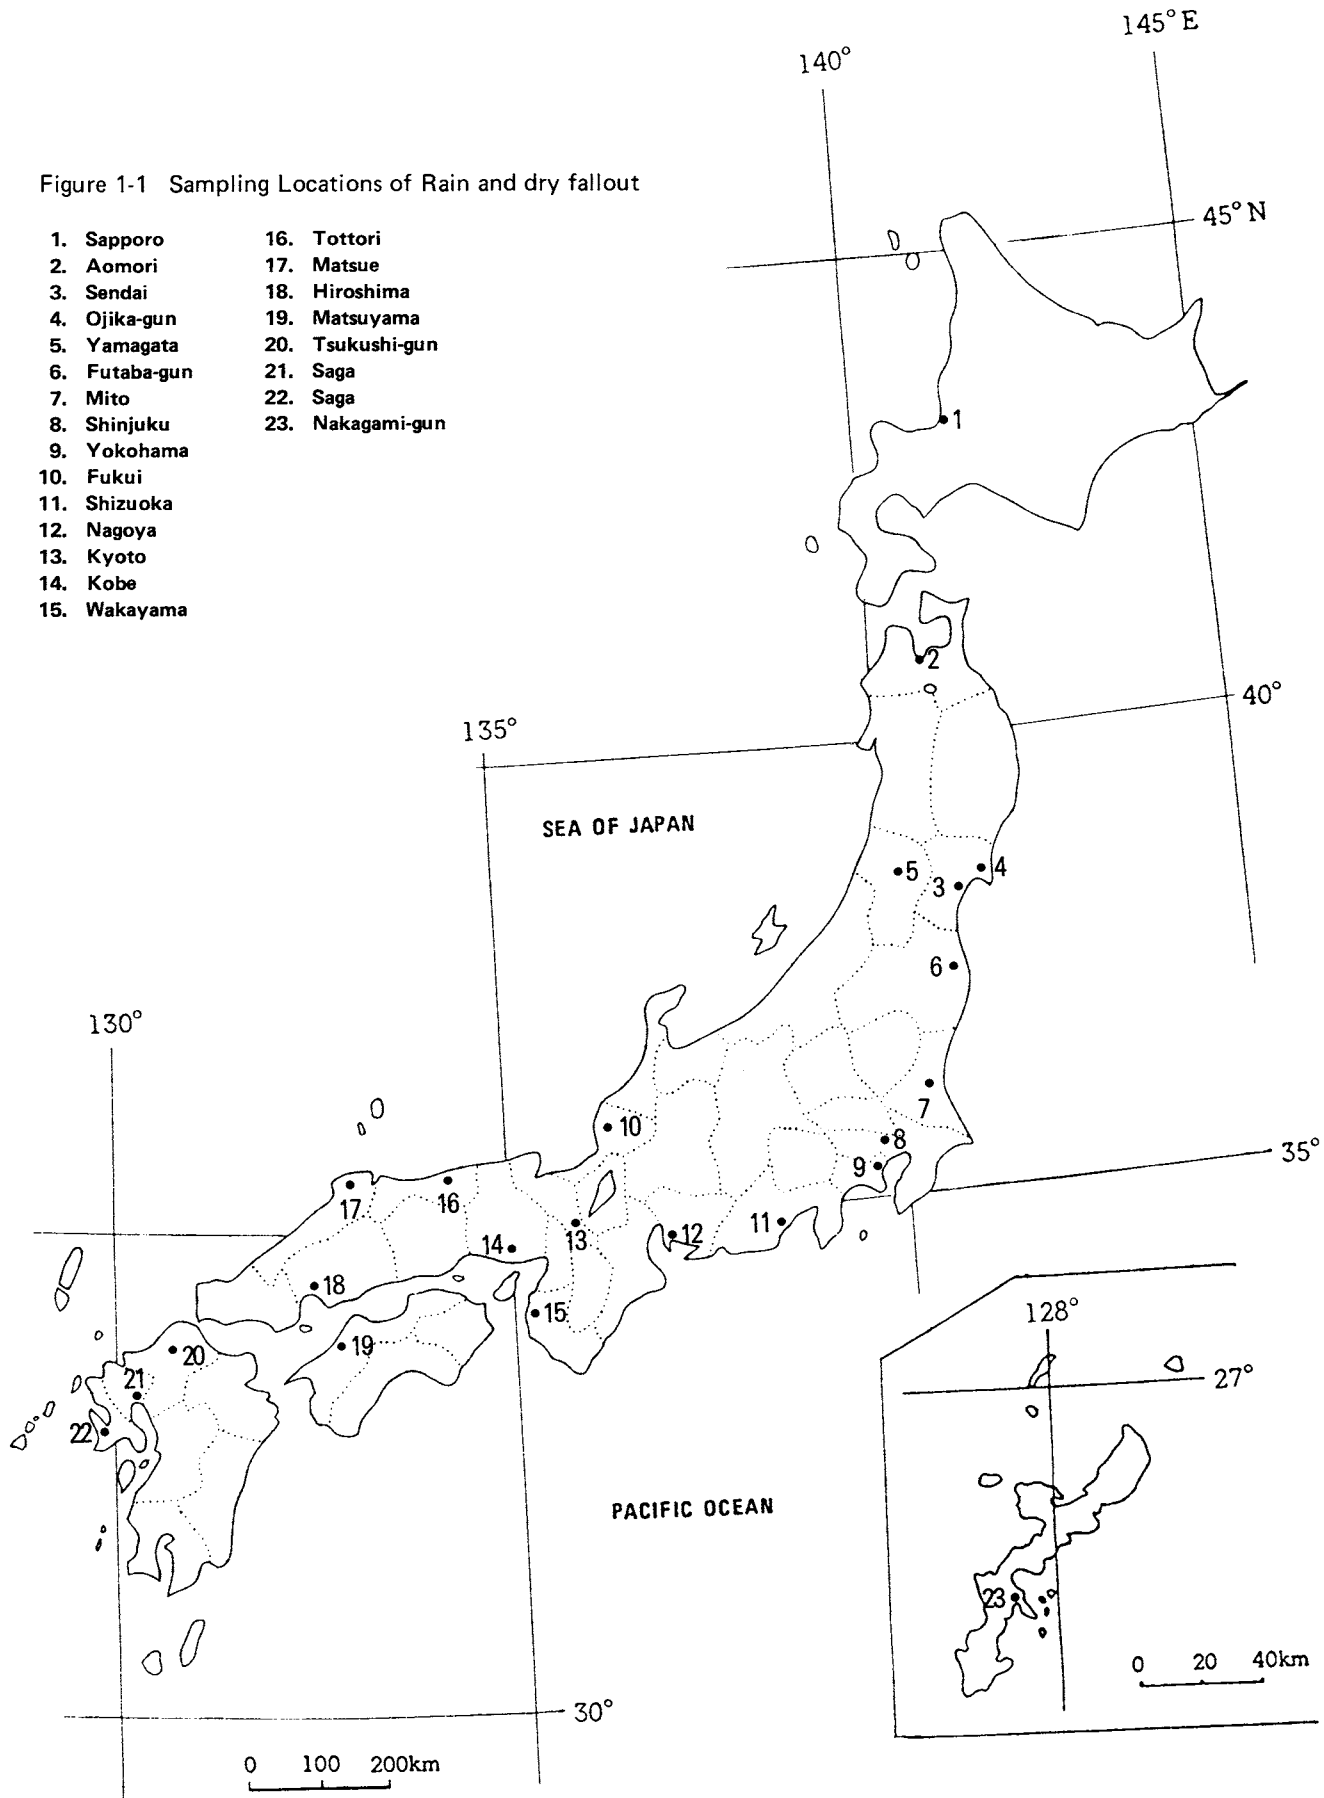 145°E
140°
Figure 1-1 Sampling Locations of Rain and dry fallout
45°N
1. Sapporo
2. Aomori
3. Sendai
4. Ojika-gun
5. Yamagata
6. Futaba-gun
7. Mito
8. Shinjuku
9. Yokohama
10. Fukui
11. Shizuoka
12. Nagoya
13. Kyoto
14. Kobe
15. Wakayama
16. Tottori
17. Matsue
18. Hiroshima
19. Matsuyama
20. Tsukushi-gun
21. Saga
22. Saga
23. Nakagami-gun
1
2
40°
135°
SEA OF JAPAN
5
4
3
6
130°
7
10
8
35°
9
17
16
11
12
13
14
18
15
19
20
21
22
128°
27°
PACIFIC OCEAN
23
0 20 40km
30°
0 100 200km